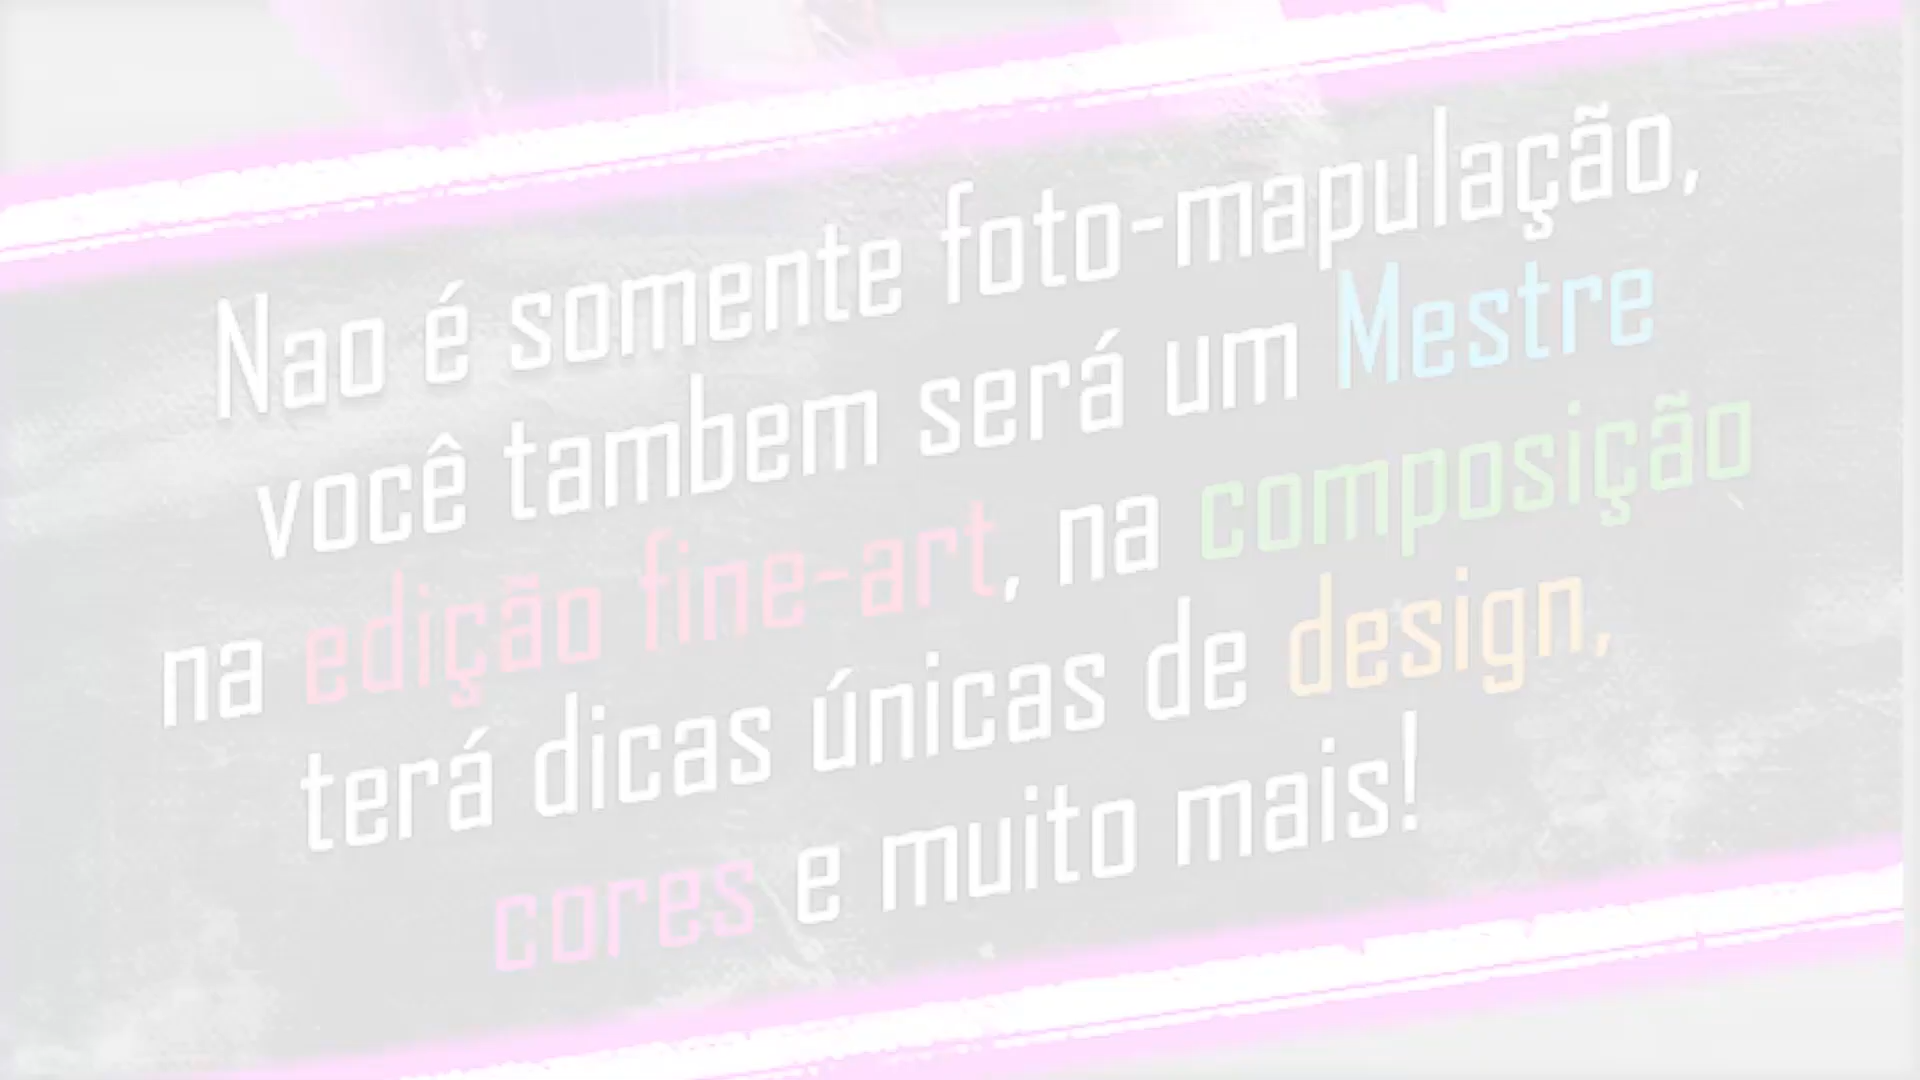 Nao é somente foto-mapulação,
você tambem será um Mestre
na edição fine-art, na composição
terá dicas únicas de design,
cores e muito mais!